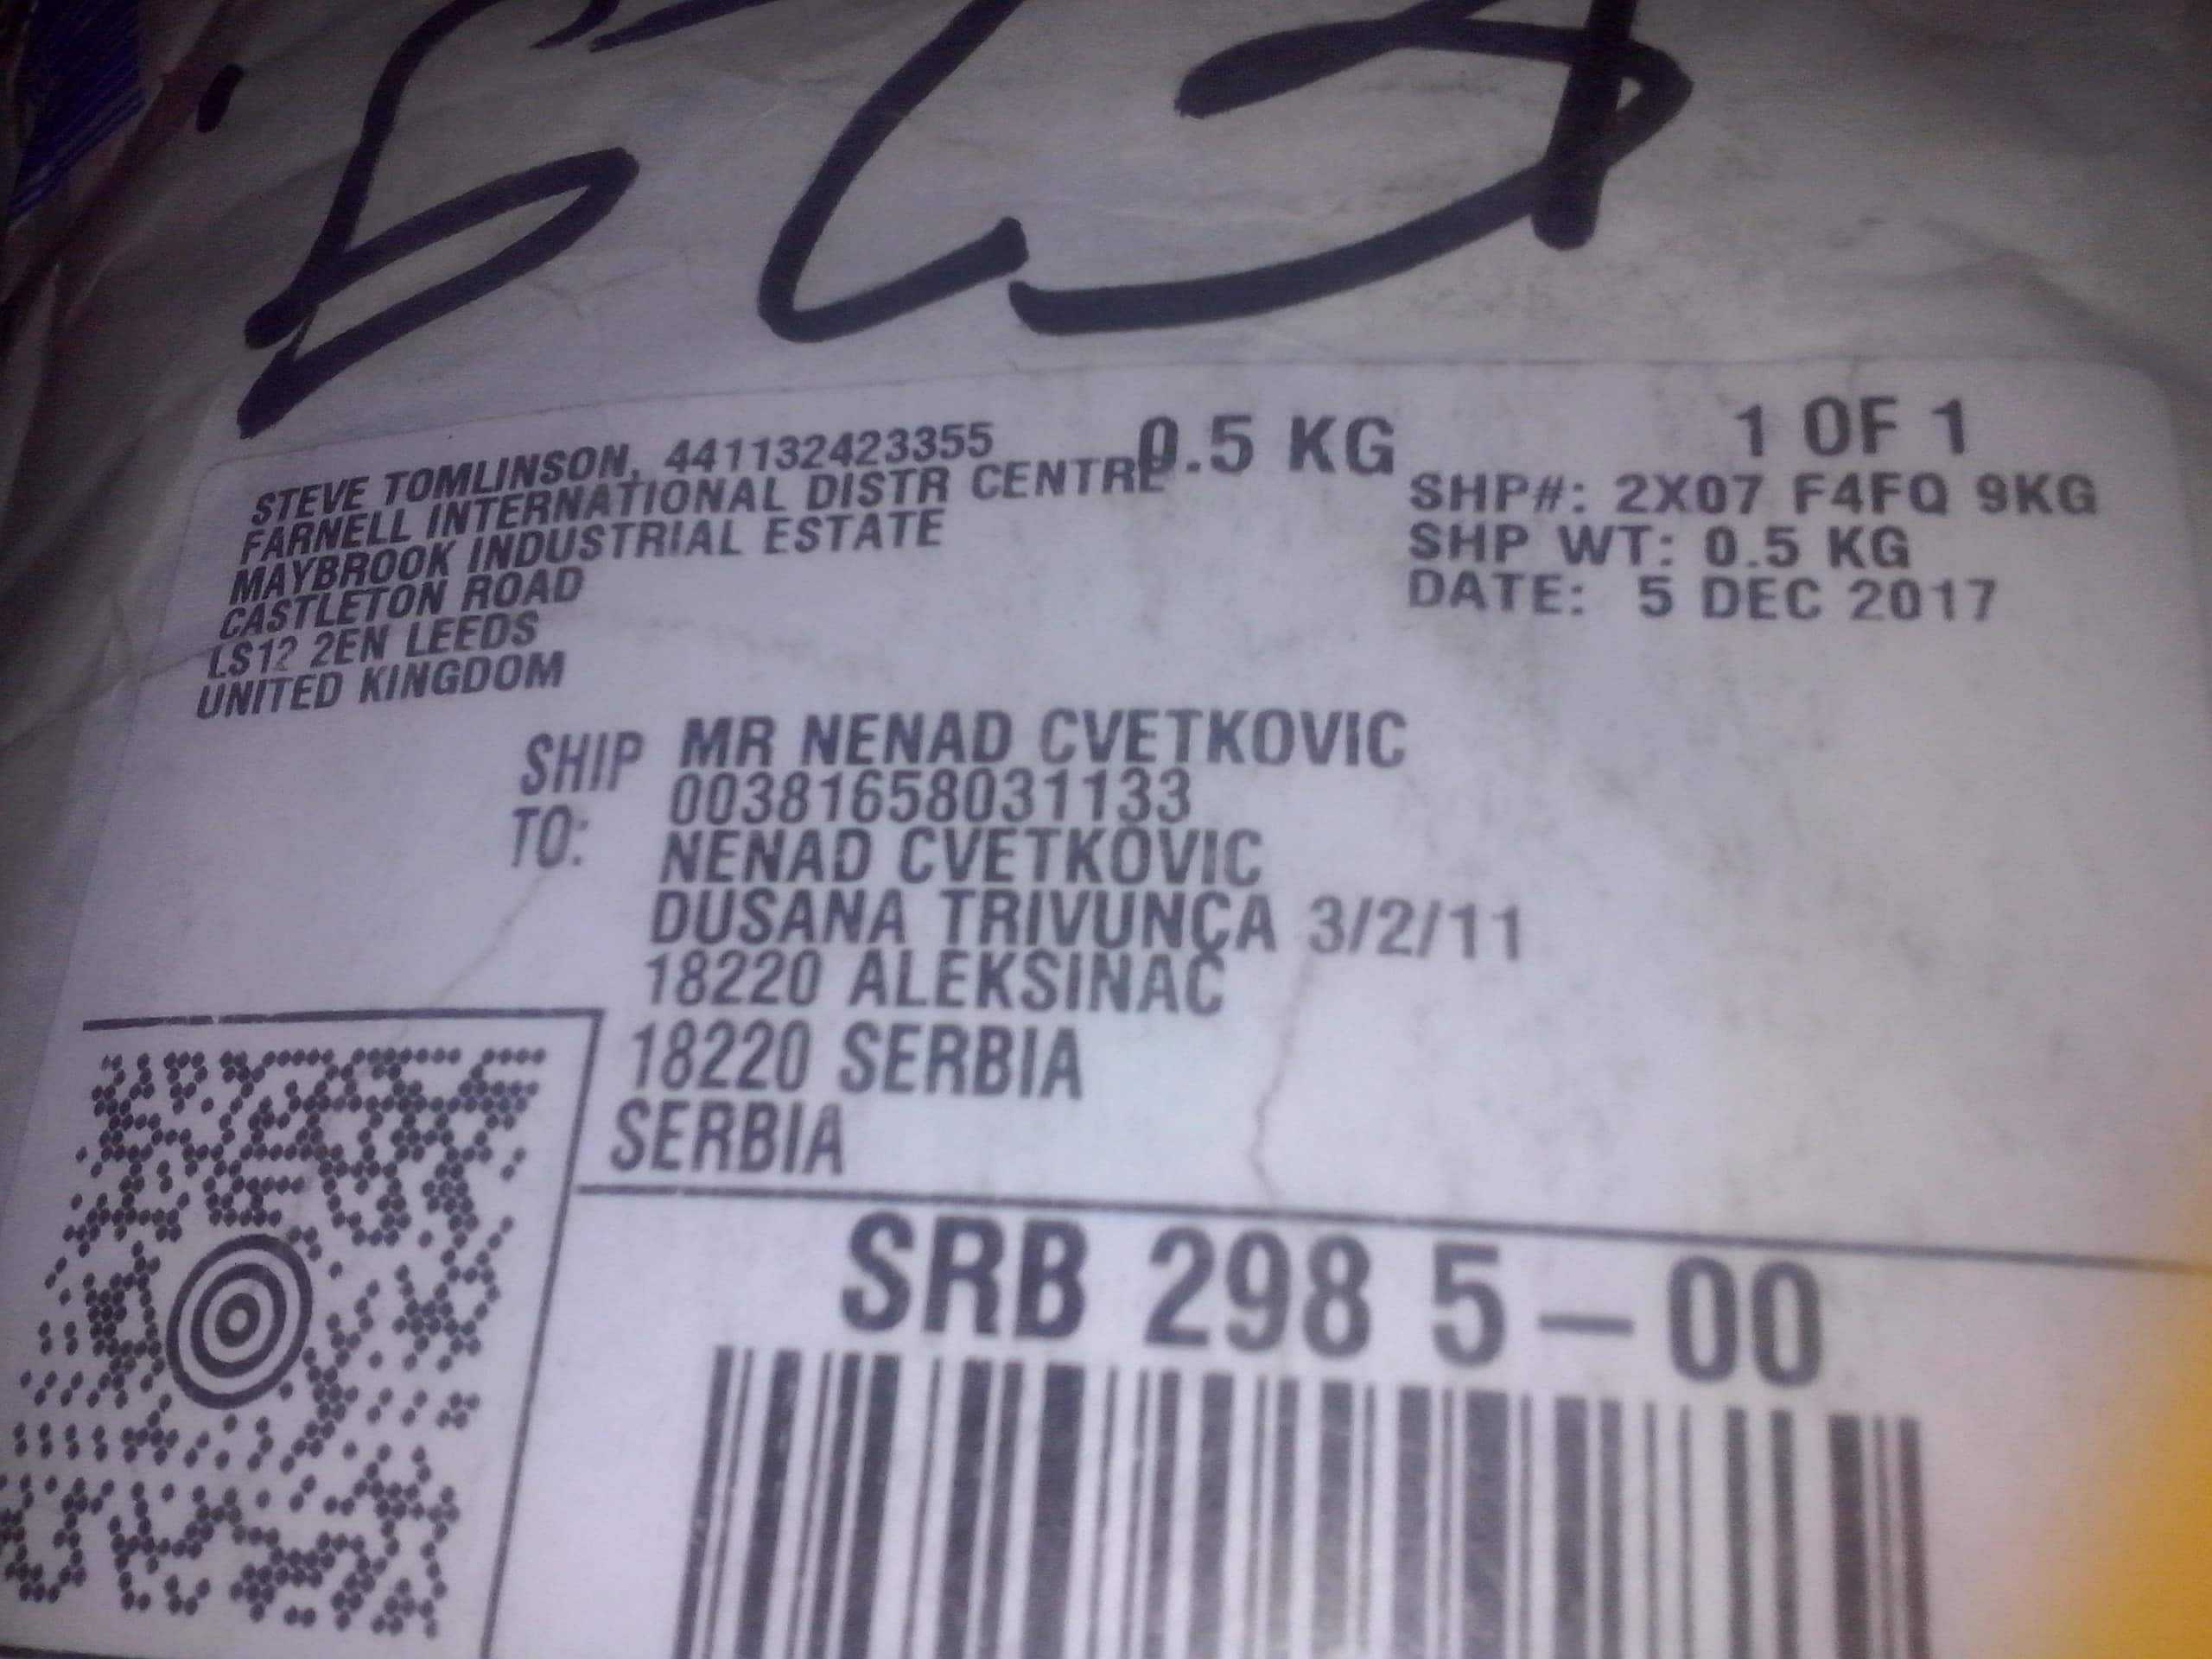 STEVE TOMLINSON, 441132423355
FARNELL INTERNATIONAL DISTR CENTRE
MAYBROOK INDUSTRIAL ESTATE
CASTLETON ROAD
LS12 2EN LEEDS
UNITED KINGDOM
0.5 KG
1 OF 1
SHP#: 2X07 F4FQ 9KG
SHP WT: 0.5 KG
DATE: 5 DEC 2017
SHIP TO:
MR NENAD CVETKOVIC
00381658031133
NENAD CVETKOVIC
DUSANA TRIVUNCA 3/2/11
18220 ALEKSINAC
18220 SERBIA
SERBIA
SRB 298 5-00